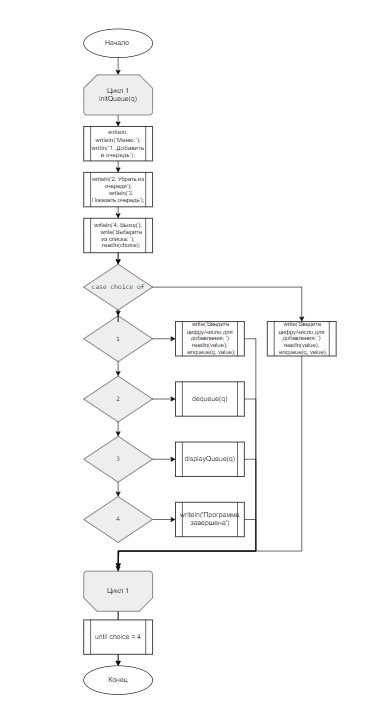 Начало
Цикл 1
initQueue(q)
writeln;
writeln('Меню:');
writln('1. Добавить
в очередь');
writeln('2. Убрать из
очереди');
writeln('3.
Показать очередь');
writeln('4. Выход');
write('Выберите
из списка: ');
readln(choice);
case choice of
1
write('Введите
цифру/число для
добавления: ')
readln(value);
enqueue(q, value);
write('Введите
цифру/число для
добавления: ')
readln(value);
enqueue(q, value);
2
dequeue(q)
3
displayQueue(q)
4
writeln('Программа
завершена')
Цикл 1
until choice = 4
Конец